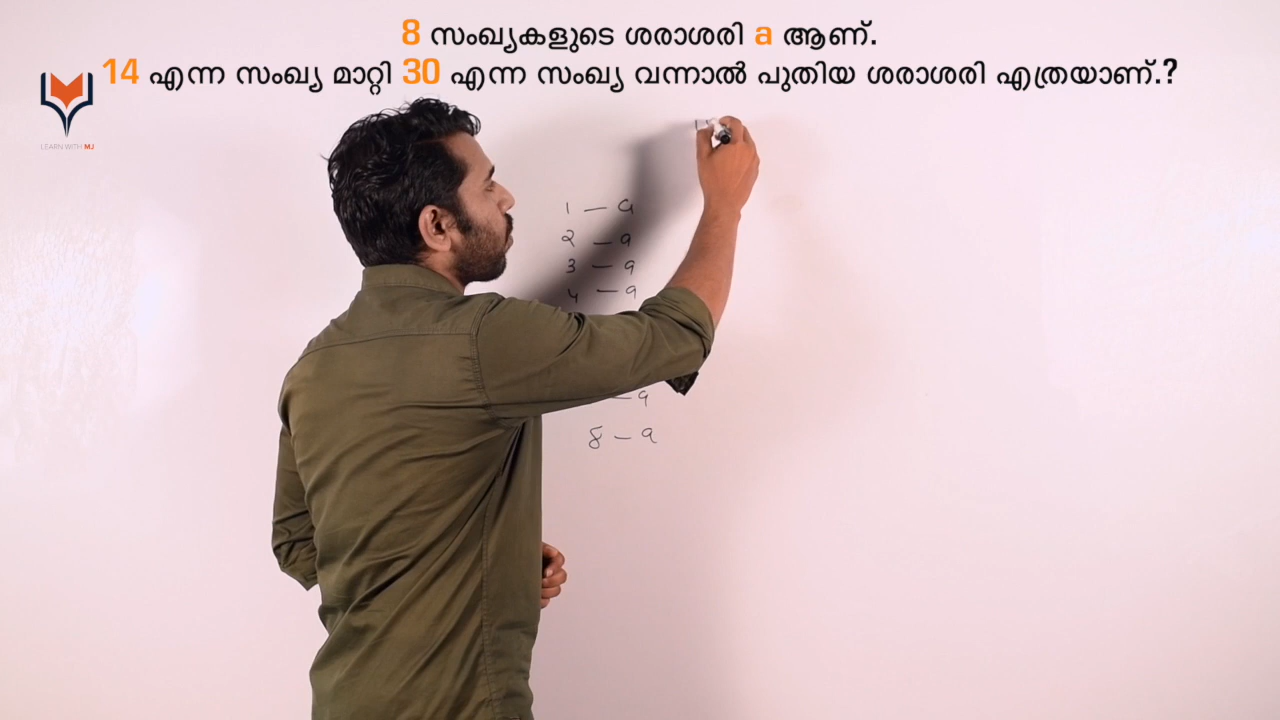 8 സംഖ്യകളുടെ ശരാശരി a ആണ്.
14 എന്ന സംഖ്യ മാറ്റി 30 എന്ന സംഖ്യ വന്നാൽ പുതിയ ശരാശരി എത്രയാണ്.?
LEARN WITH MJ
1 — a
2 — a
3 — a
4 — a
— a
8 — a